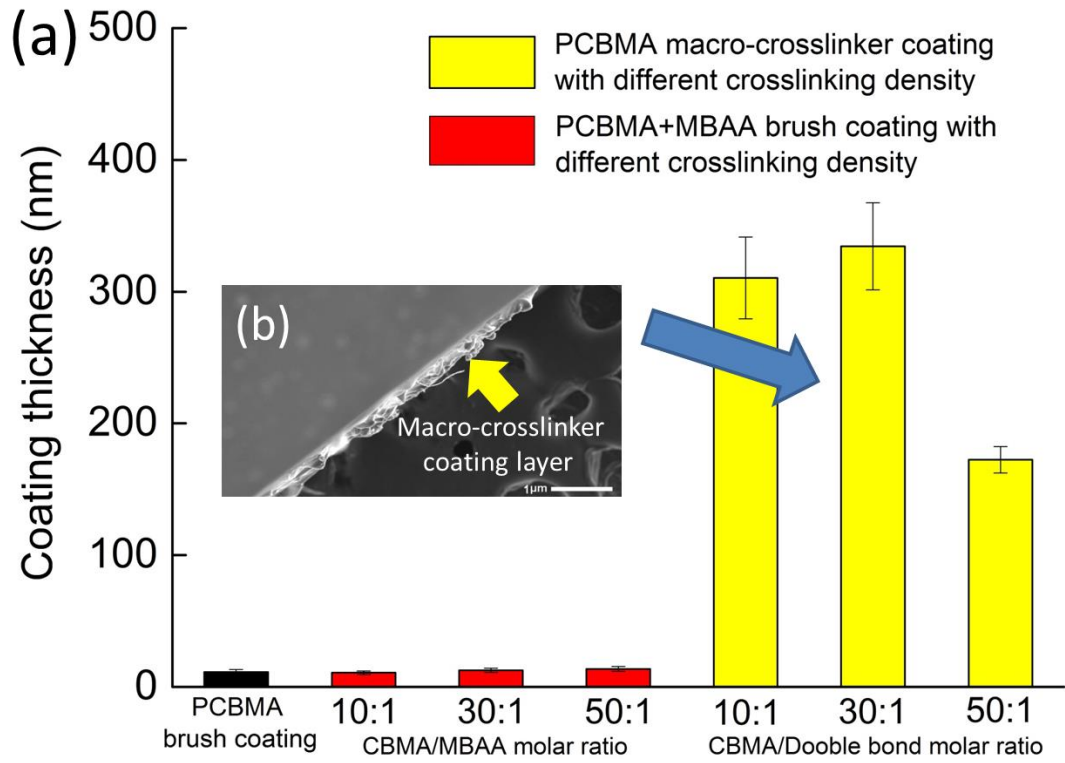 (a)
500
400
300
200
100
0
Coating thickness (nm)
PCBMA macro-crosslinker coating
with different crosslinking density
PCBMA+MBAA brush coating with
different crosslinking density
(b)
Macro-crosslinker
coating layer
1μm
PCBMA
brush coating
10:1 30:1 50:1
CBMA/MBAA molar ratio
10:1 30:1 50:1
CBMA/Dooble bond molar ratio